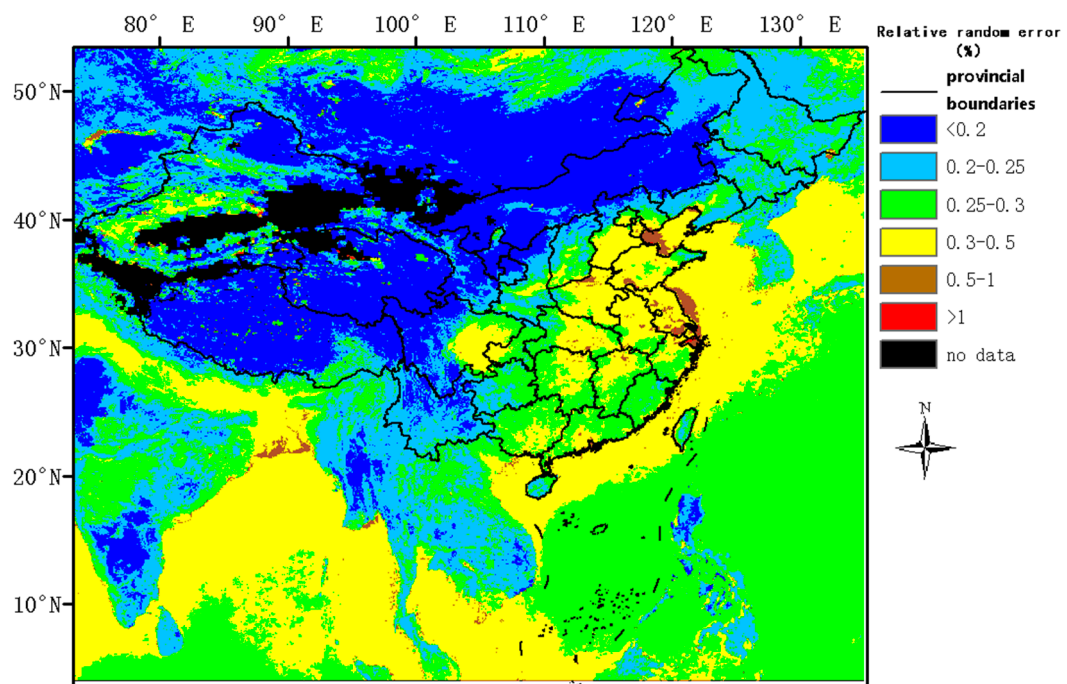 80° E 90° E 100° E 110° E 120° E 130° E
50°N
40°N
30°N
20°N
10°N
Relative random error
(%)
provincial
boundaries
<0.2
0.2-0.25
0.25-0.3
0.3-0.5
0.5-1
>1
no data
N